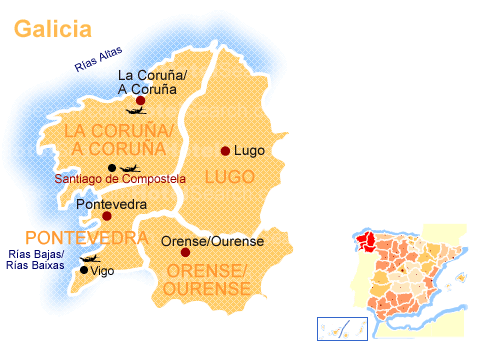 Galicia
Rías Altas
La Coruña/
A Coruña
LA CORUÑA/
A CORUÑA
Lugo
Santiago de Compostela
LUGO
Pontevedra
PONTEVEDRA
Orense/Ourense
Rías Bajas/
Rías Baixas
Vigo
ORENSE/
OURENSE